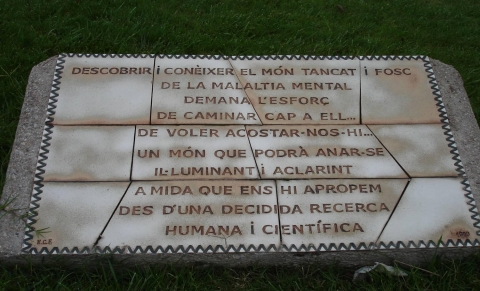 DESCOBRIR i CONÈIXER EL MÓN TANCAT i FOSC
DE LA MALALTIA MENTAL
DEMANA L'ESFORÇ
DE CAMINAR CAP A ELL...
DE VOLER ACOSTAR-NOS-HI...
UN MÓN QUE PODRÀ ANAR-SE
IL·LUMINANT i ACLARINT
A MIDA QUE ENS HI APROPEM
DES D'UNA DECIDIDA RECERCA
HUMANA i CIENTÍFICA